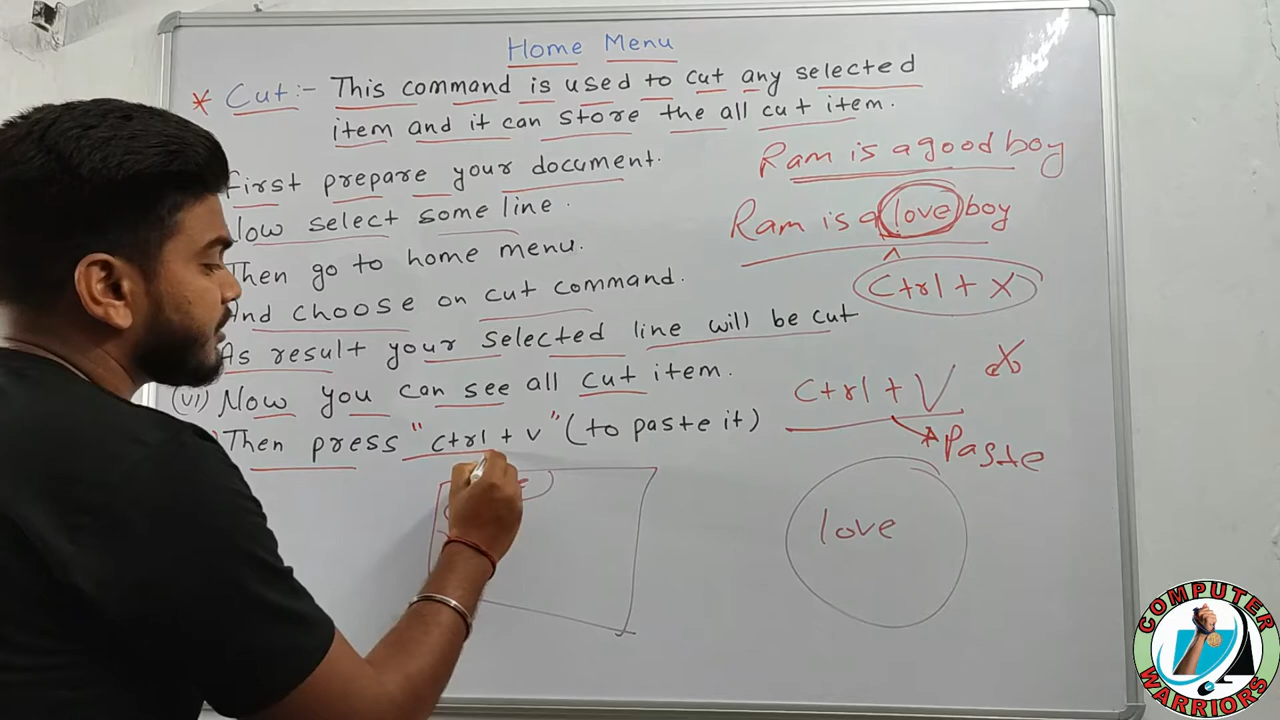 Home Menu
* Cut :- This command is used to cut any selected
item and it can store the all cut item.
First prepare your document.
Now select some line.
Then go to home menu.
And choose on cut command.
As result your selected line will be cut
(vi) Now you can see all cut item.
Then press "ctrl + v" (to paste it)
Ram is a good boy
Ram is a love boy
Ctrl + X
Ctrl + V
Paste
love
COMPUTER
WARRIORS